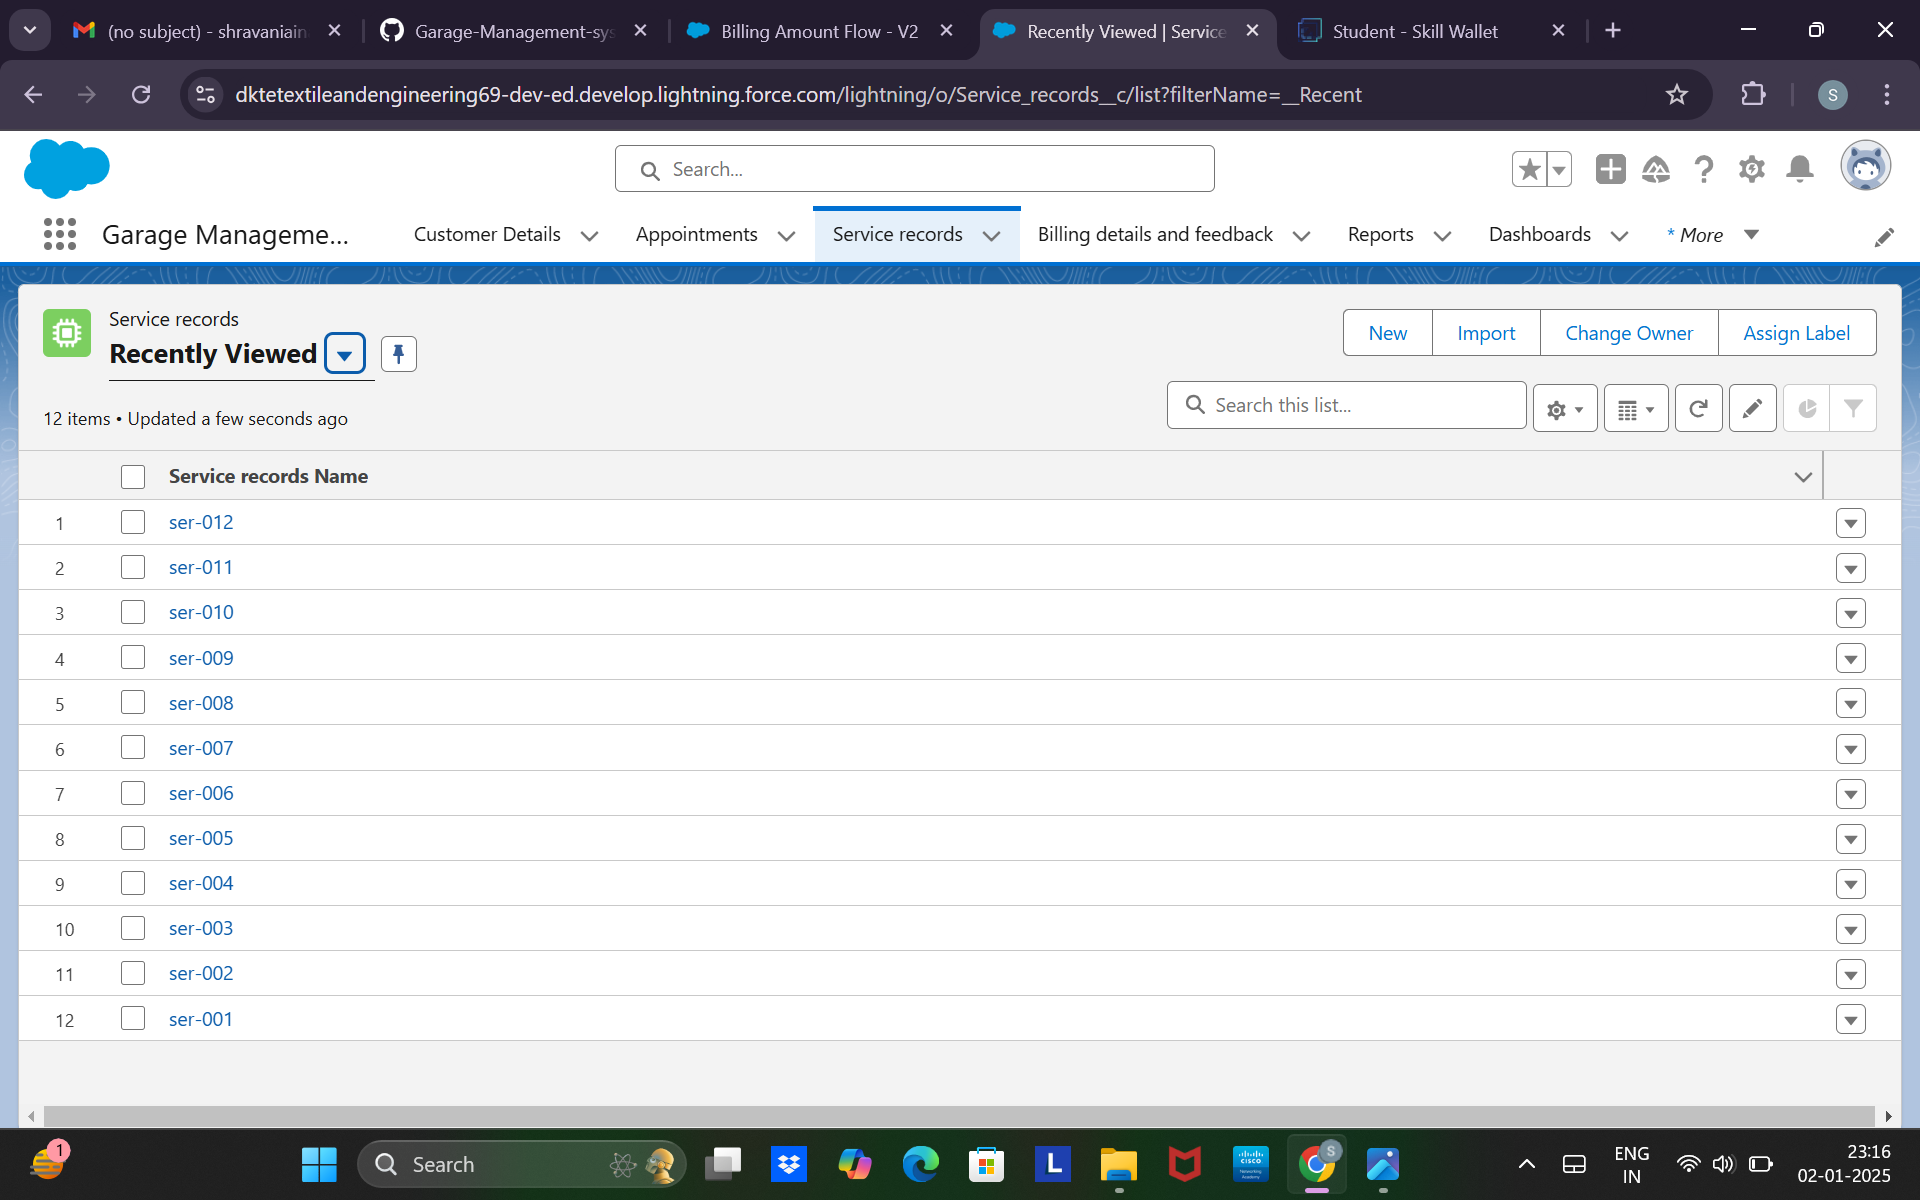 (no subject) - shravaniain
Garage-Management-sys
Billing Amount Flow - V2
Recently Viewed | Service
Student - Skill Wallet
dktetextileandengineering69-dev-ed.develop.lightning.force.com/lightning/o/Service_records__c/list?filterName=__Recent
S
Search...
Garage Manageme...
Customer Details
Appointments
Service records
Billing details and feedback
Reports
Dashboards
* More
Service records
Recently Viewed
New
Import
Change Owner
Assign Label
12 items • Updated a few seconds ago
Search this list...
Service records Name
1 ser-012
2 ser-011
3 ser-010
4 ser-009
5 ser-008
6 ser-007
7 ser-006
8 ser-005
9 ser-004
10 ser-003
11 ser-002
12 ser-001
1
Search
L
CISCO
S
ENG
IN
23:16
02-01-2025